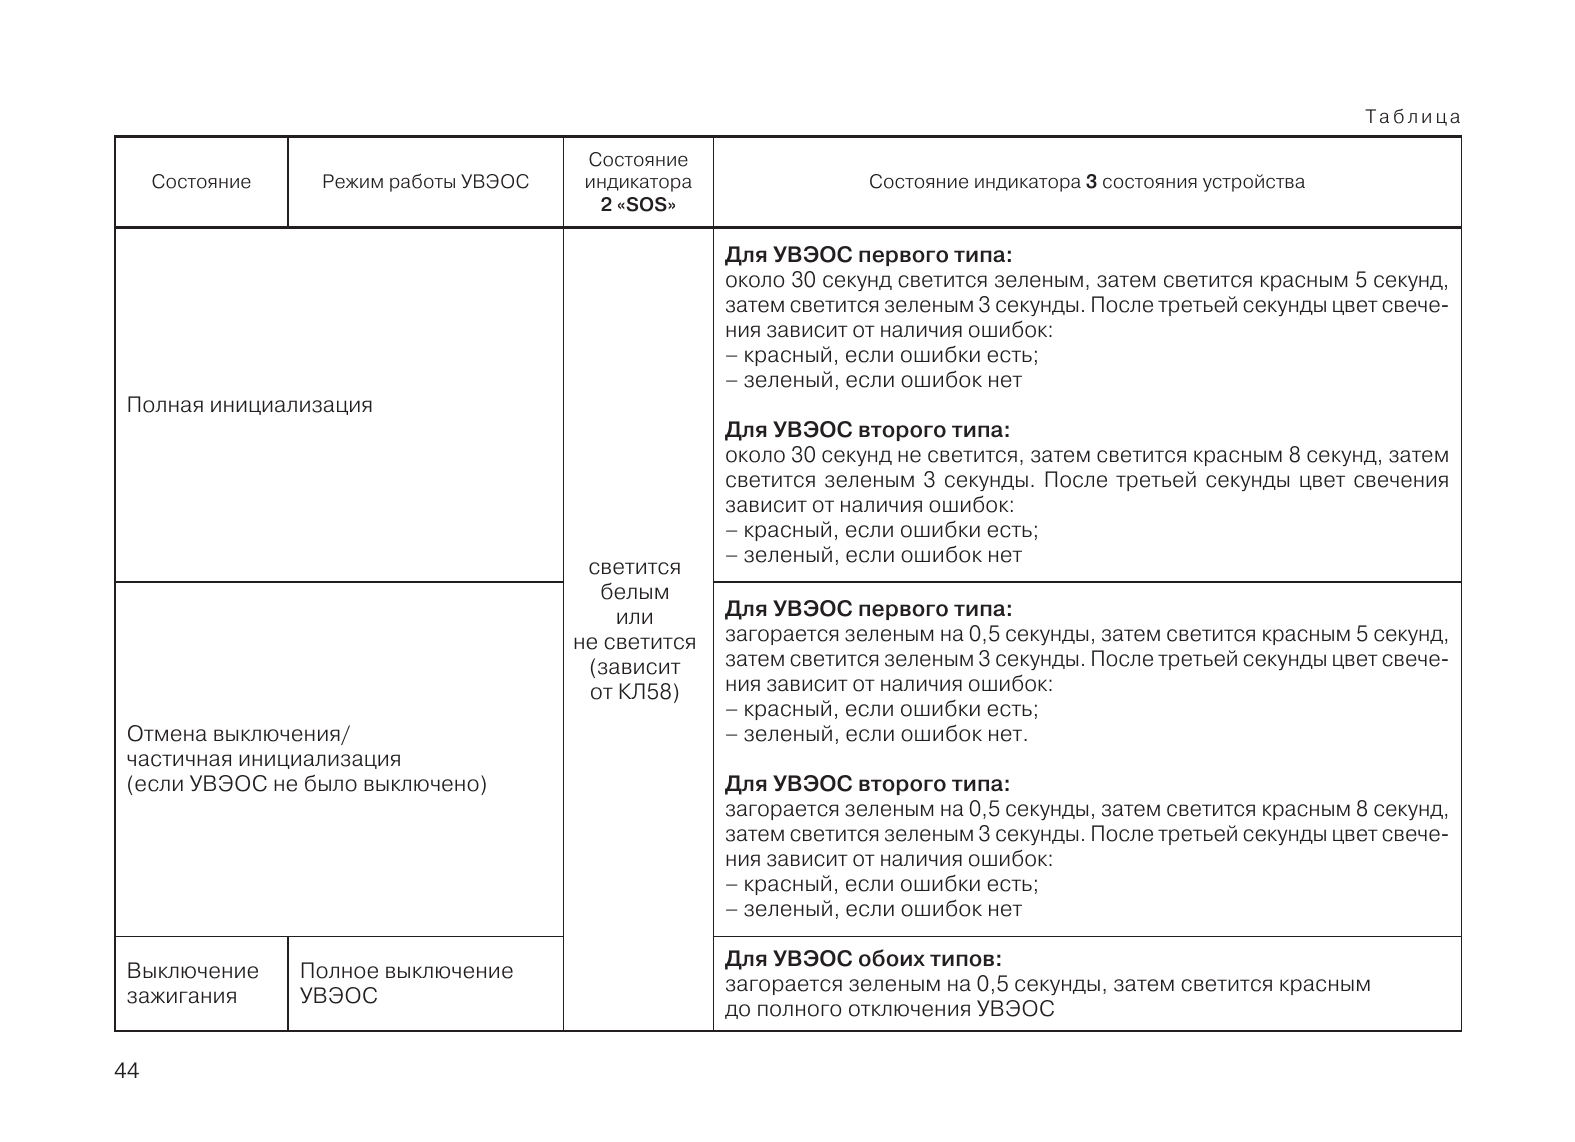 Таблица
Состояние
Режим работы УВЭОС
Состояние
индикатора
2 «SOS»
Состояние индикатора 3 состояния устройства
Полная инициализация
светится
белым
или
не светится
(зависит
от КЛ58)
Для УВЭОС первого типа:
около 30 секунд светится зеленым, затем светится красным 5 секунд,
затем светится зеленым 3 секунды. После третьей секунды цвет свече-
ния зависит от наличия ошибок:
– красный, если ошибки есть;
– зеленый, если ошибок нет
Для УВЭОС второго типа:
около 30 секунд не светится, затем светится красным 8 секунд, затем
светится зеленым 3 секунды. После третьей секунды цвет свечения
зависит от наличия ошибок:
– красный, если ошибки есть;
– зеленый, если ошибок нет
Отмена выключения/
частичная инициализация
(если УВЭОС не было выключено)
Для УВЭОС первого типа:
загорается зеленым на 0,5 секунды, затем светится красным 5 секунд,
затем светится зеленым 3 секунды. После третьей секунды цвет свече-
ния зависит от наличия ошибок:
– красный, если ошибки есть;
– зеленый, если ошибок нет.
Для УВЭОС второго типа:
загорается зеленым на 0,5 секунды, затем светится красным 8 секунд,
затем светится зеленым 3 секунды. После третьей секунды цвет свече-
ния зависит от наличия ошибок:
– красный, если ошибки есть;
– зеленый, если ошибок нет
Выключение
зажигания
Полное выключение
УВЭОС
Для УВЭОС обоих типов:
загорается зеленым на 0,5 секунды, затем светится красным
до полного отключения УВЭОС
44